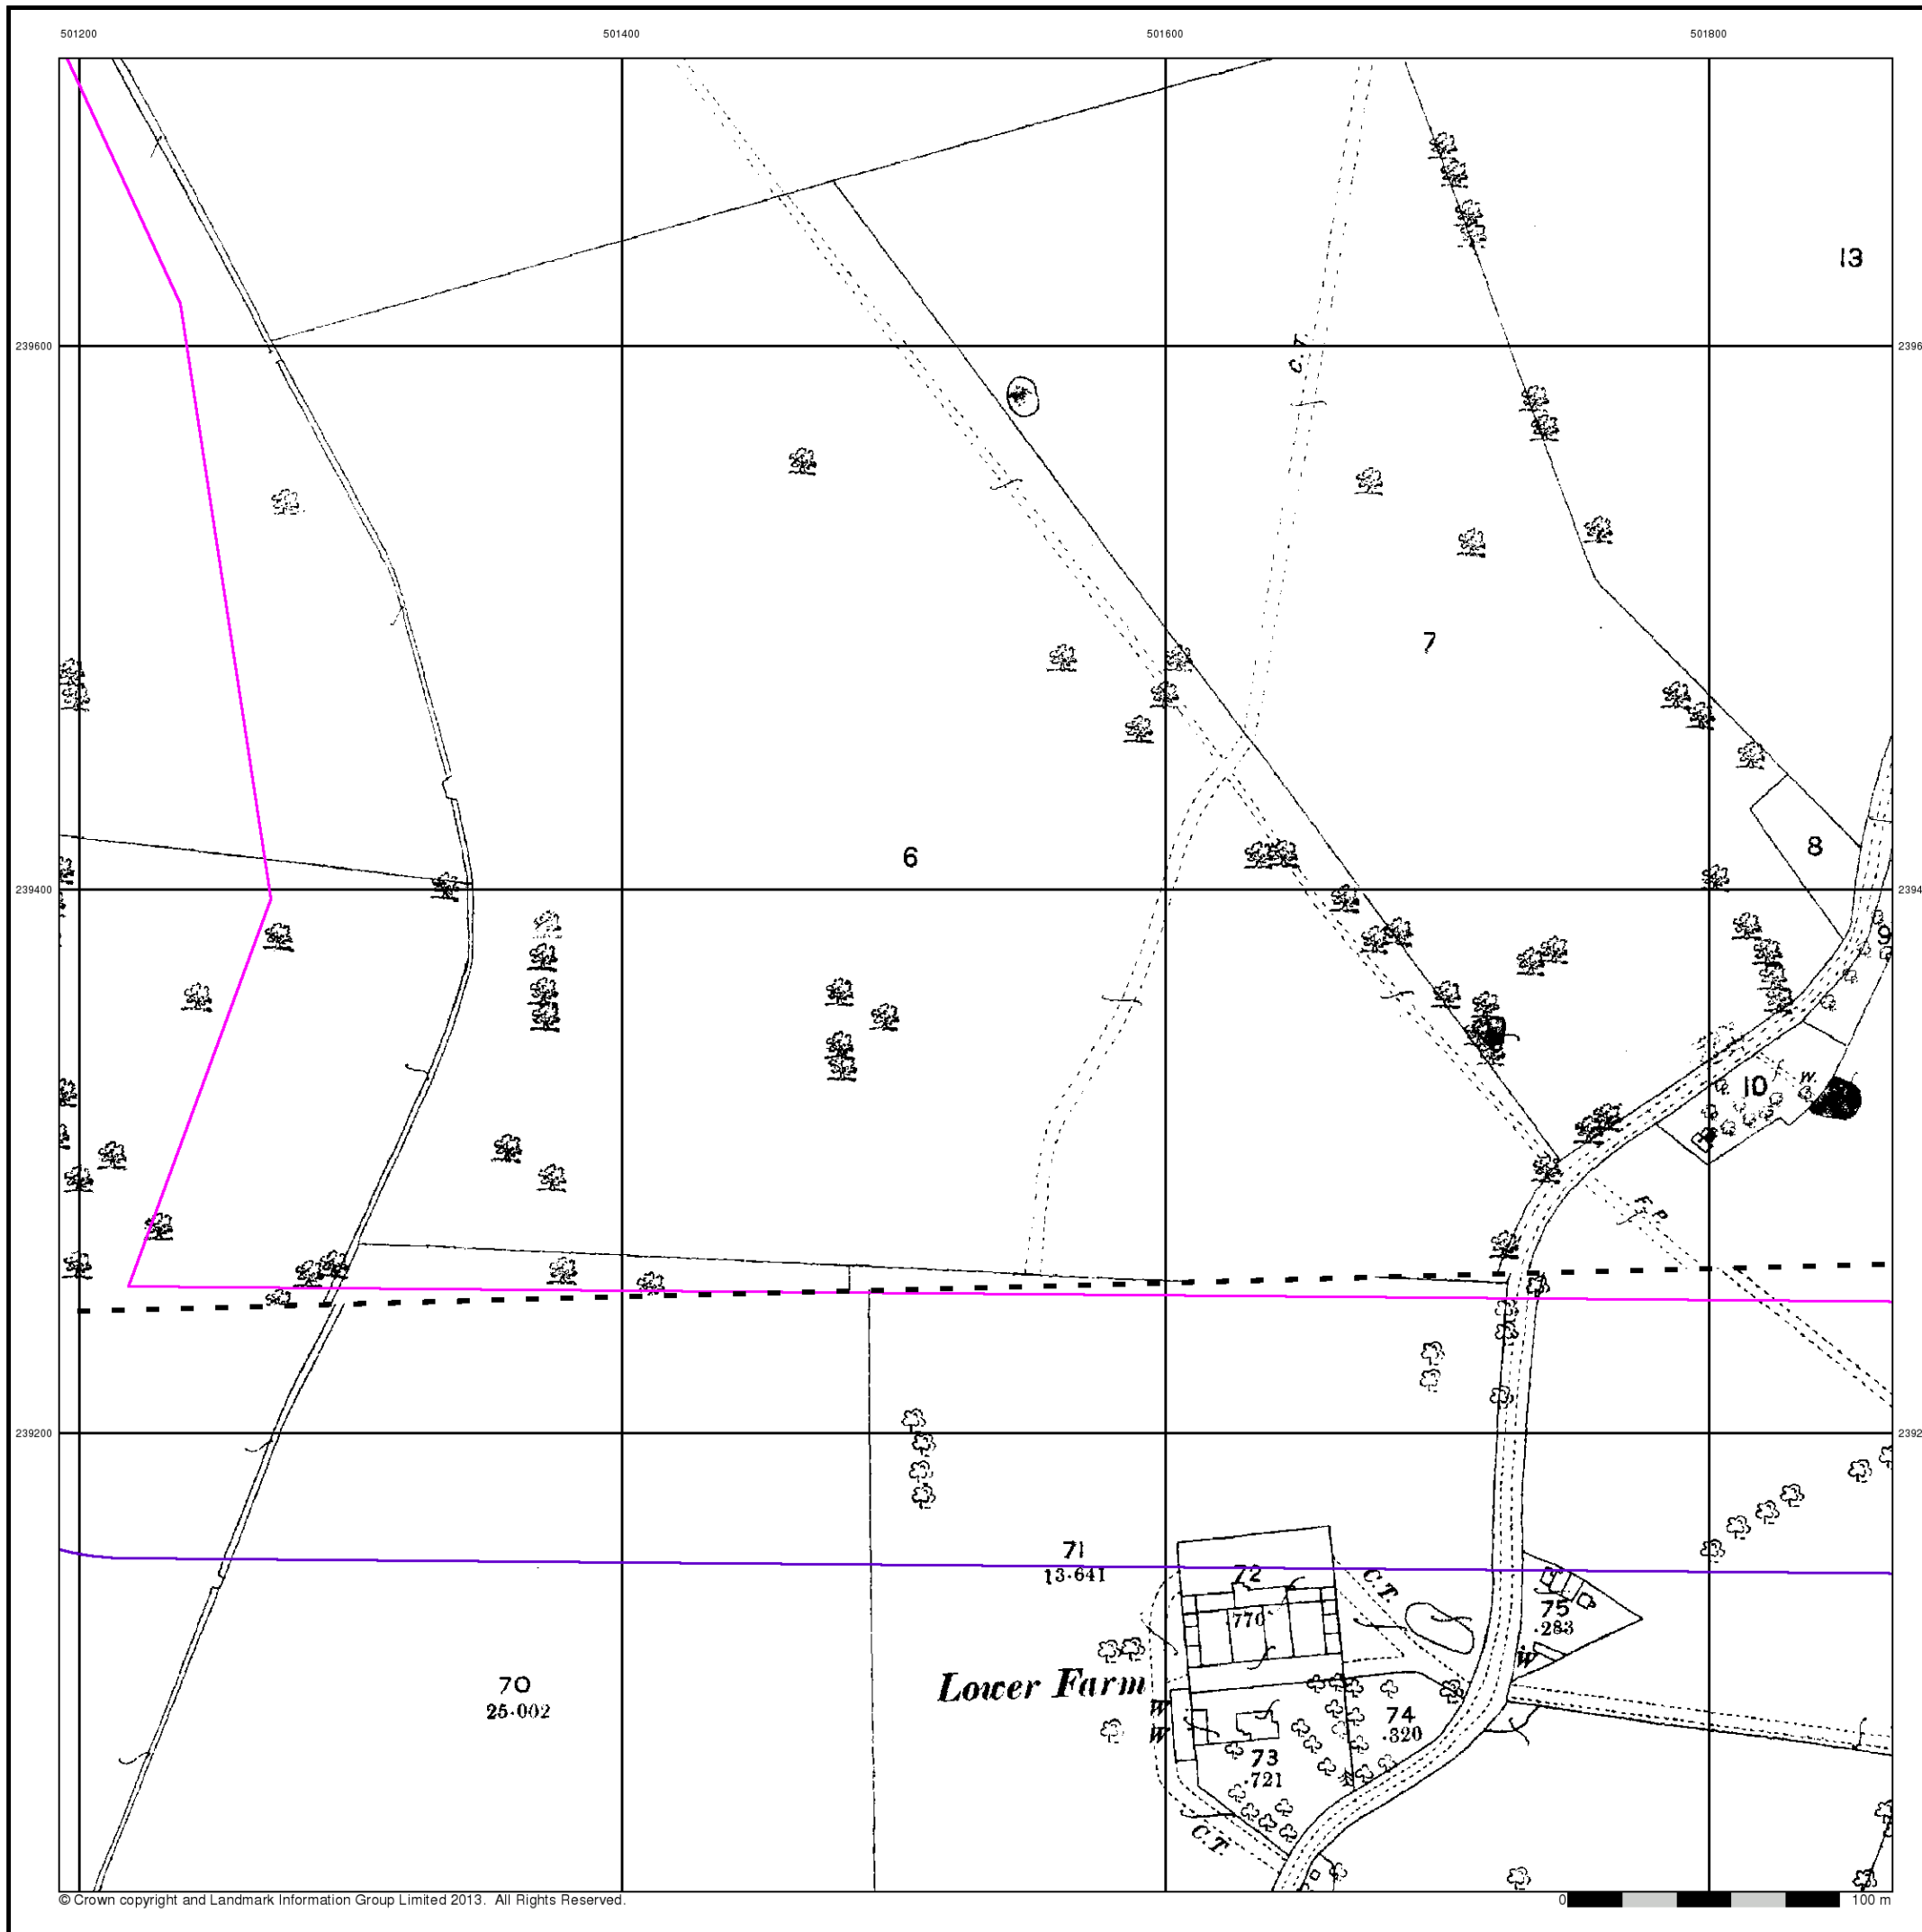 501200 501400 501600 501800
13
239600 2396
C.T.
7
6
8
239400 2394
9
10
W.
F.P.
239200 2392
71
13·641
72
·770
C.T.
75
·283
W
70
25·002
Lower Farm
W
W
74
·320
73
·721
C.T.
© Crown copyright and Landmark Information Group Limited 2013. All Rights Reserved.
0 100 m